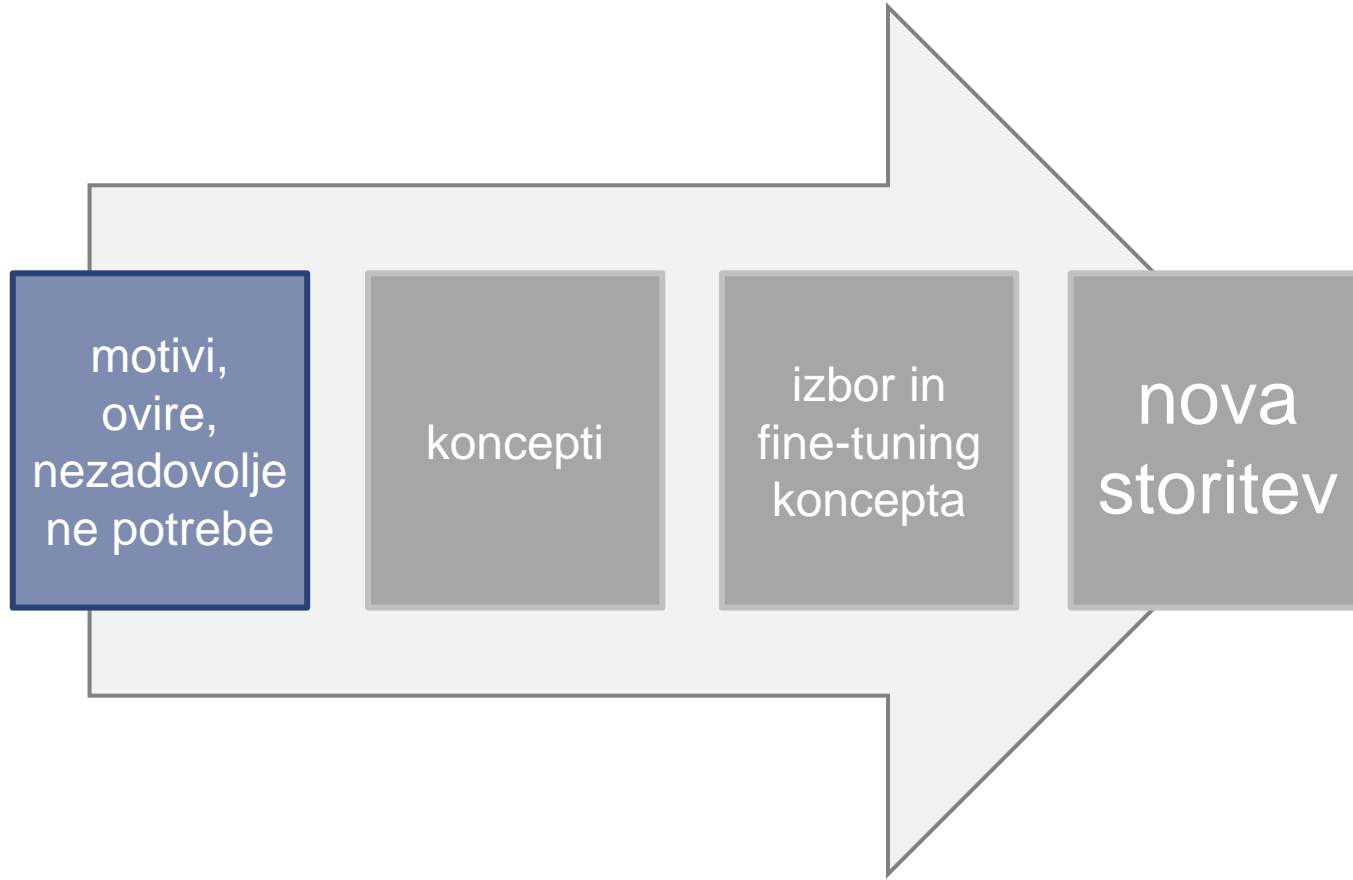 motivi,
ovire,
nezadovolje
ne potrebe
koncepti
izbor in
fine-tuning
koncepta
nova
storitev